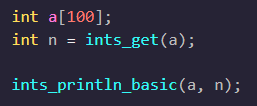 int a[100];
int n = ints_get(a);
ints_println_basic(a, n);